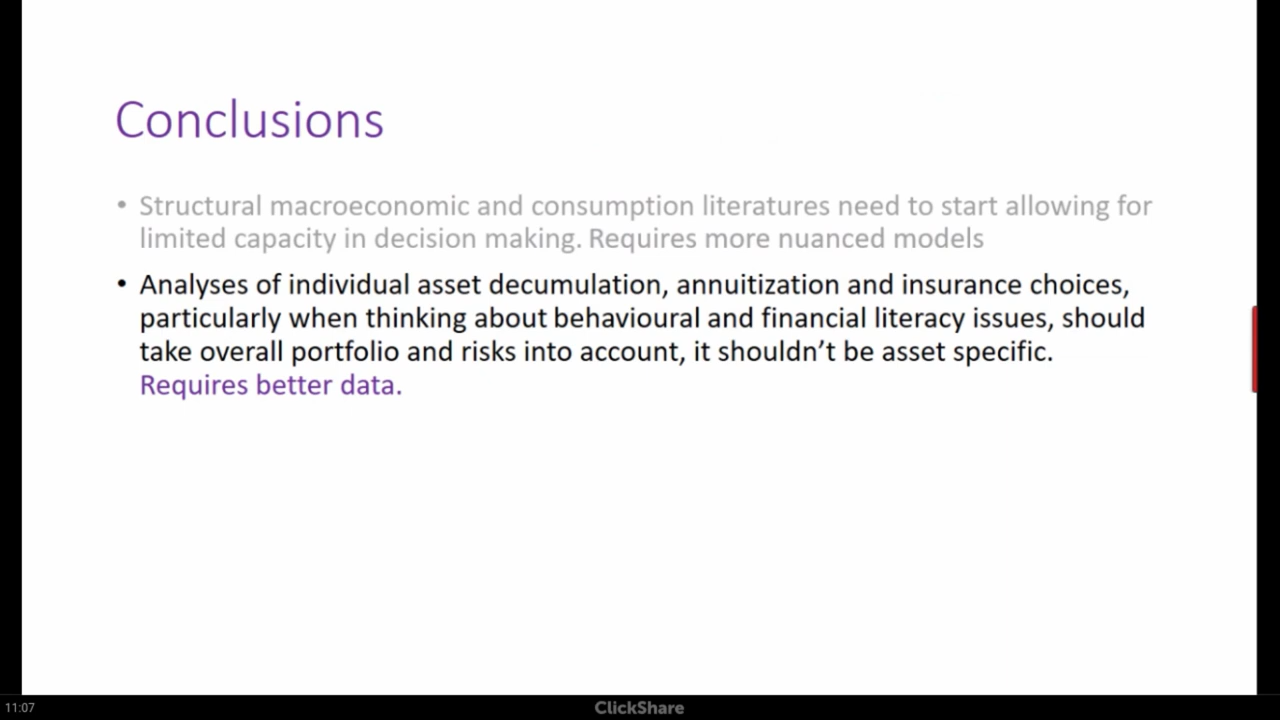 Conclusions
• Structural macroeconomic and consumption literatures need to start allowing for
limited capacity in decision making. Requires more nuanced models
• Analyses of individual asset decumulation, annuitization and insurance choices,
particularly when thinking about behavioural and financial literacy issues, should
take overall portfolio and risks into account, it shouldn’t be asset specific.
Requires better data.
11:07
ClickShare